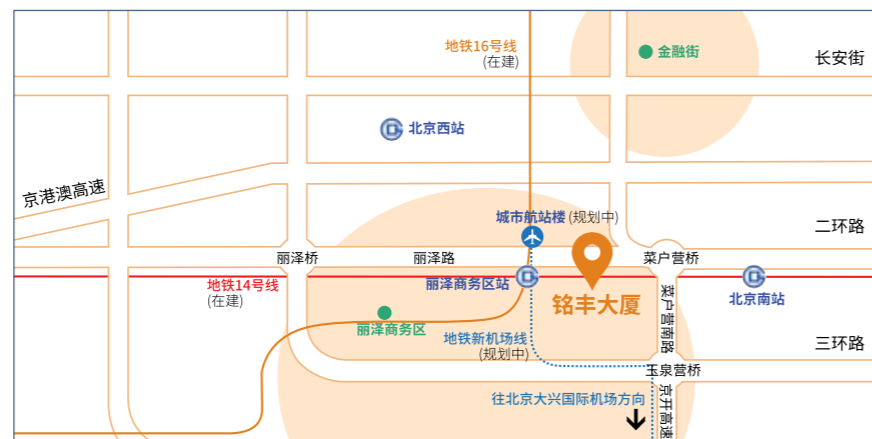 地铁16号线
(在建)
金融街
长安街
北京西站
京港澳高速
城市航站楼 (规划中)
二环路
丽泽桥
丽泽路
菜户营桥
地铁14号线
(在建)
丽泽商务区站
北京南站
铭丰大厦
菜户营南路
丽泽商务区
地铁新机场线
(规划中)
三环路
玉泉营桥
往北京大兴国际机场方向
京开高速